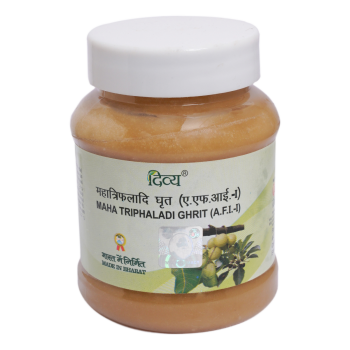 दिव्य
महात्रिफलादि घृत (ए.एफ.आई.-I)
MAHA TRIPHALADI GHRIT (A.F.I.-I)
भारत में निर्मित
MADE IN BHARAT